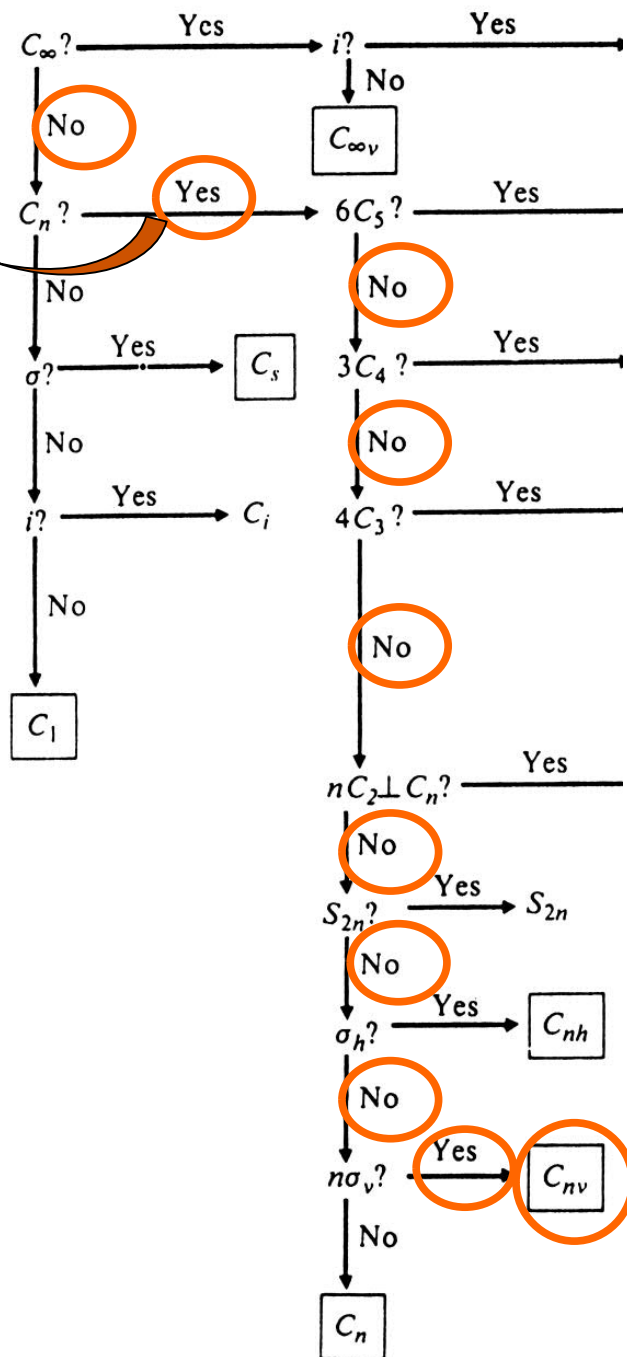 C∞? Yes i? Yes
No No
C∞v
Cn? Yes 6C5? Yes
No No
σ? Yes Cs 3C4? Yes
No No
i? Yes Ci 4C3? Yes
No No
C1
nC2⊥Cn? Yes
No
S2n? Yes S2n
No
σh? Yes Cnh
No
nσv? Yes Cnv
No
Cn